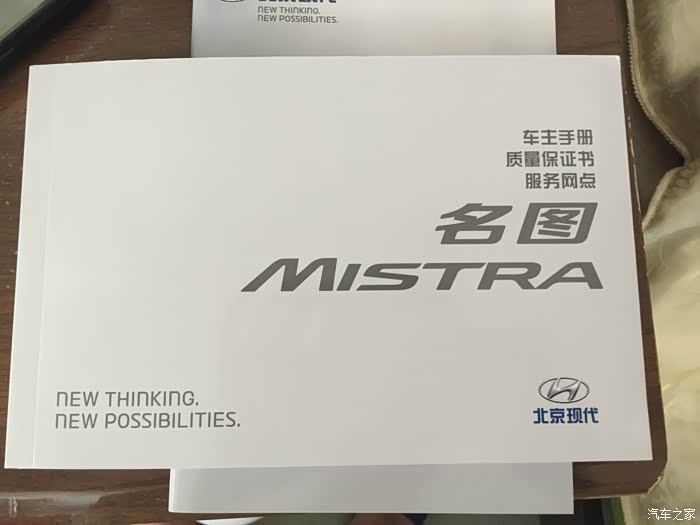 NEW THINKING.
NEW POSSIBILITIES.
车主手册
质量保证书
服务网点
名图
MISTRA
NEW THINKING.
NEW POSSIBILITIES.
北京现代
汽车之家